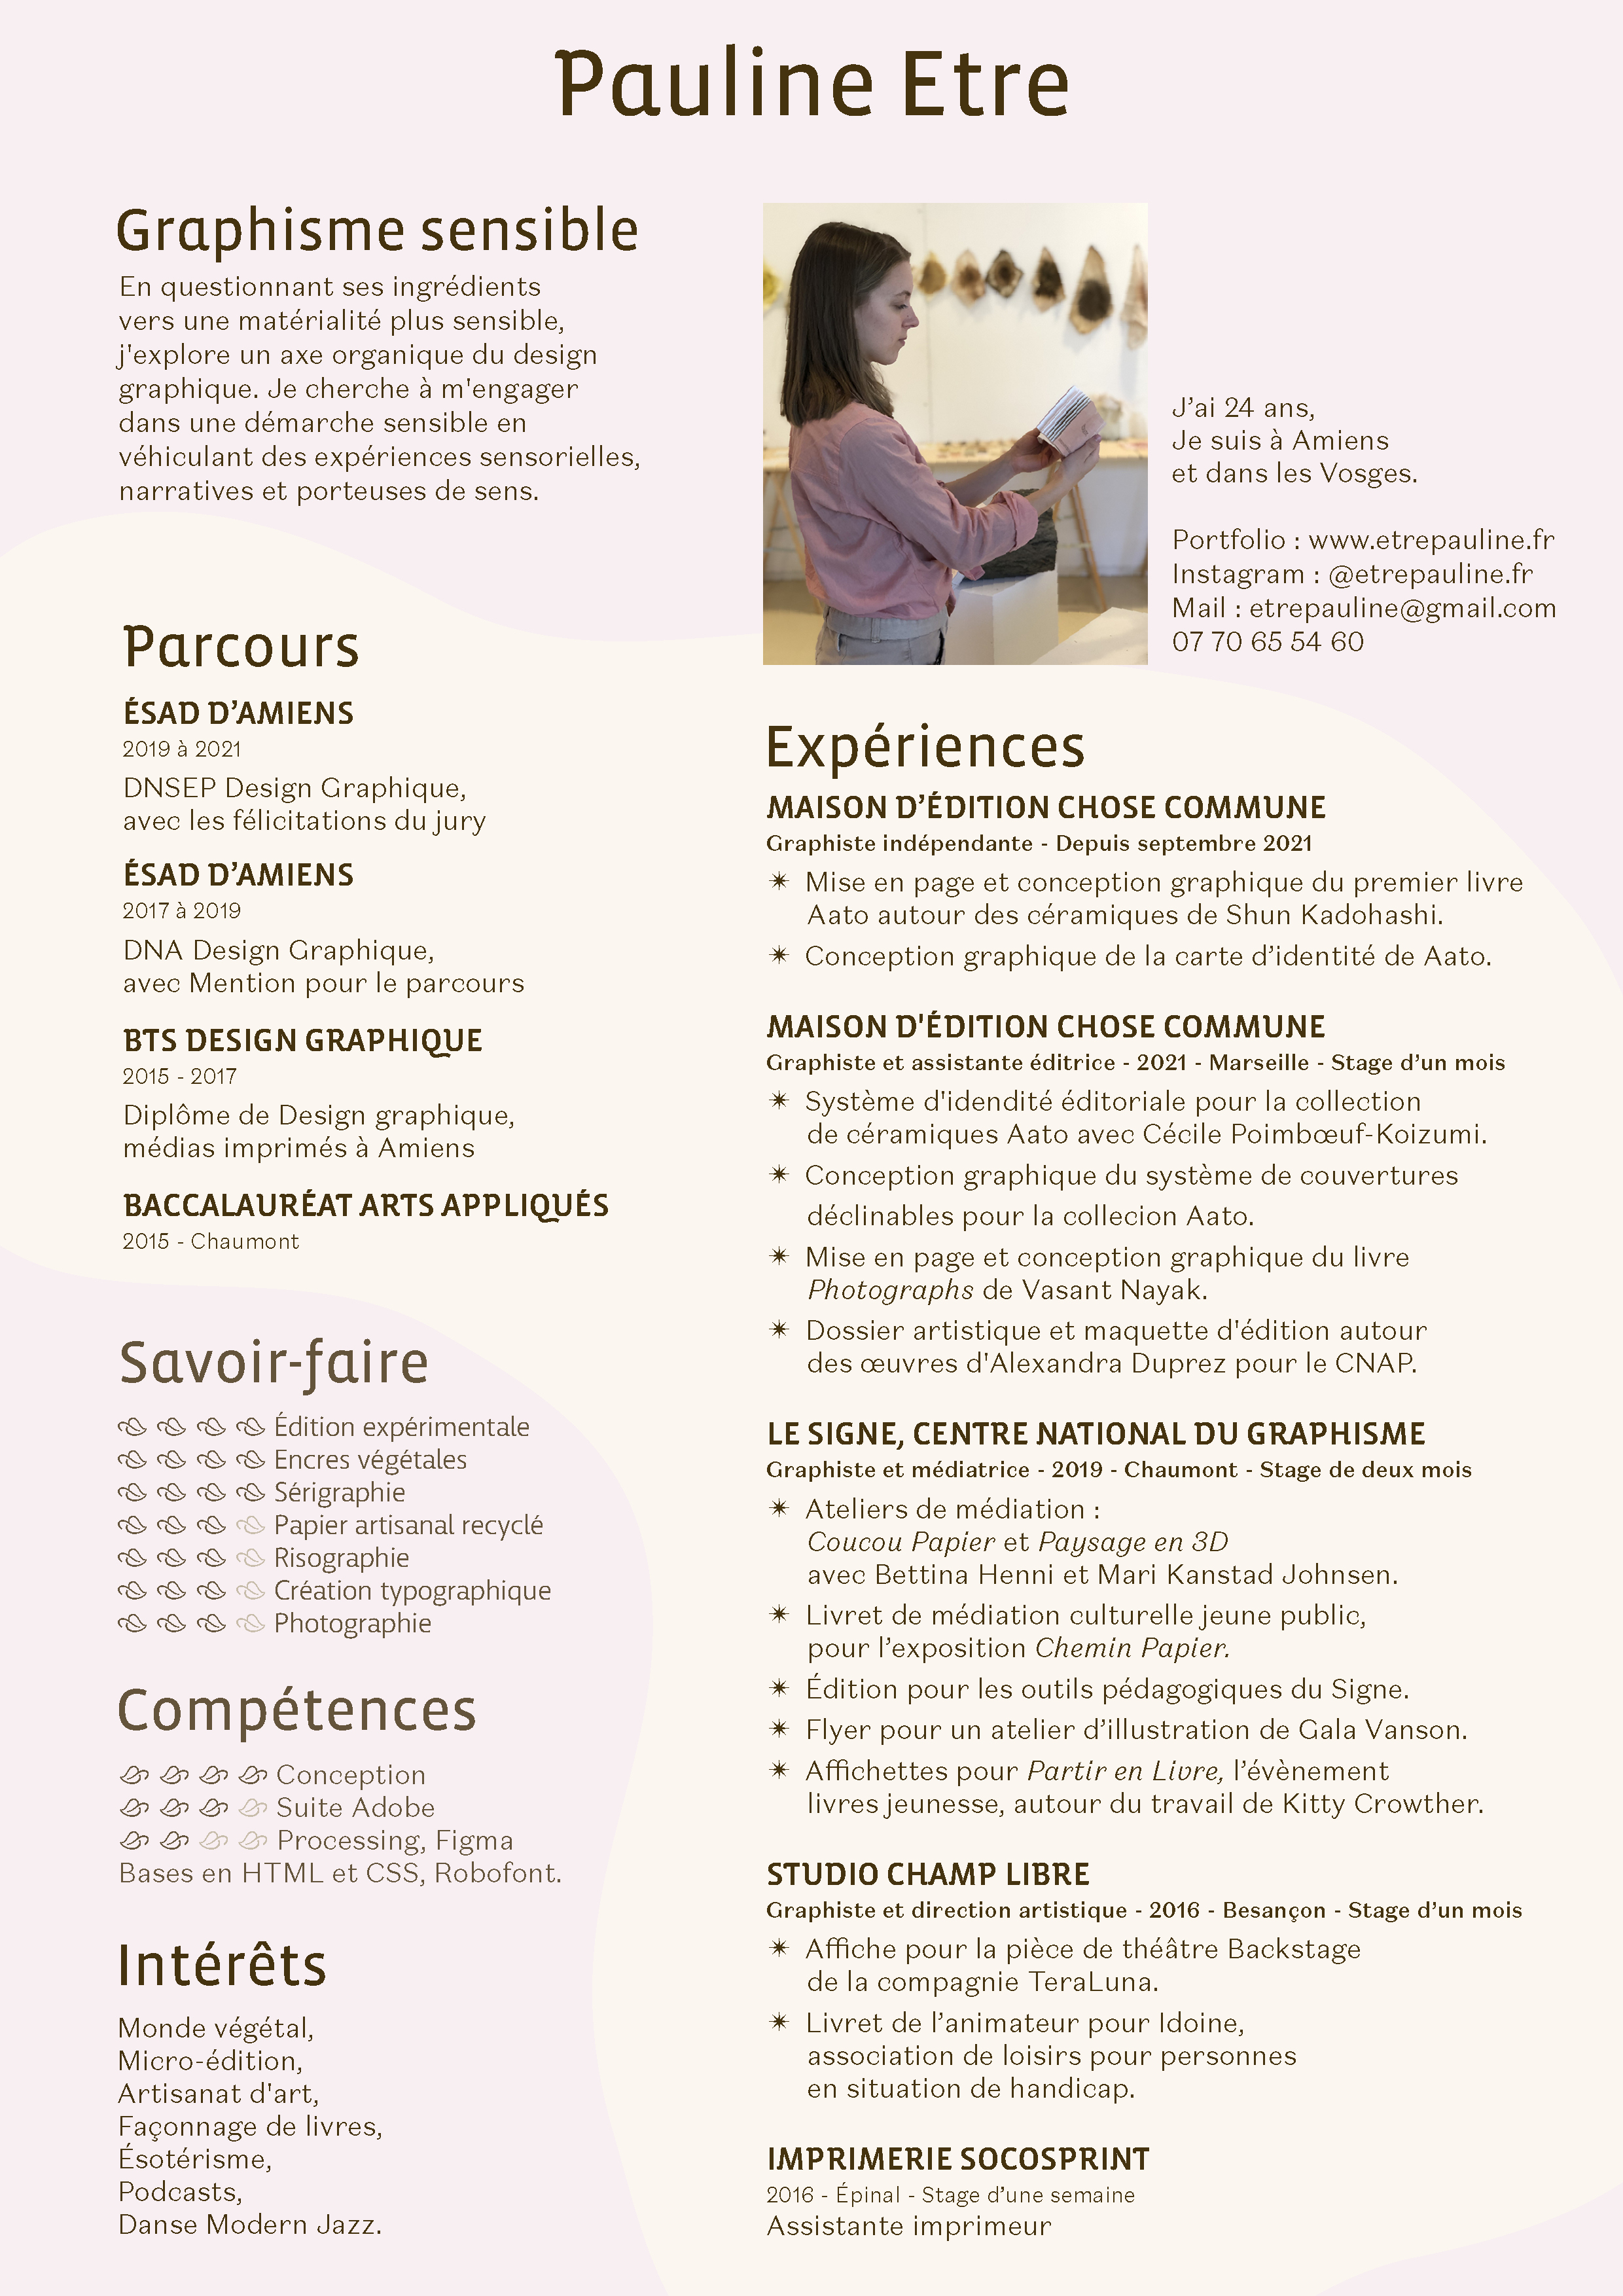 Pauline Etre
Graphisme sensible
En questionnant ses ingrédients
vers une matérialité plus sensible,
j'explore un axe organique du design
graphique. Je cherche à m'engager
dans une démarche sensible en
véhiculant des expériences sensorielles,
narratives et porteuses de sens.
J’ai 24 ans,
Je suis à Amiens
et dans les Vosges.
Portfolio : www.etrepauline.fr
Instagram : @etrepauline.fr
Mail : etrepauline@gmail.com
07 70 65 54 60
Parcours
ÉSAD D’AMIENS
2019 à 2021
DNSEP Design Graphique,
avec les félicitations du jury
ÉSAD D’AMIENS
2017 à 2019
DNA Design Graphique,
avec Mention pour le parcours
BTS DESIGN GRAPHIQUE
2015 - 2017
Diplôme de Design graphique,
médias imprimés à Amiens
BACCALAURÉAT ARTS APPLIQUÉS
2015 - Chaumont
Savoir-faire
Édition expérimentale
Encres végétales
Sérigraphie
Papier artisanal recyclé
Risographie
Création typographique
Photographie
Compétences
Conception
Suite Adobe
Processing, Figma
Bases en HTML et CSS, Robofont.
Intérêts
Monde végétal,
Micro-édition,
Artisanat d'art,
Façonnage de livres,
Ésotérisme,
Podcasts,
Danse Modern Jazz.
Expériences
MAISON D’ÉDITION CHOSE COMMUNE
Graphiste indépendante - Depuis septembre 2021
✴ Mise en page et conception graphique du premier livre
Aato autour des céramiques de Shun Kadohashi.
✴ Conception graphique de la carte d’identité de Aato.
MAISON D'ÉDITION CHOSE COMMUNE
Graphiste et assistante éditrice - 2021 - Marseille - Stage d’un mois
✴ Système d'idendité éditoriale pour la collection
de céramiques Aato avec Cécile Poimbœuf-Koizumi.
✴ Conception graphique du système de couvertures
déclinables pour la collecion Aato.
✴ Mise en page et conception graphique du livre
Photographs de Vasant Nayak.
✴ Dossier artistique et maquette d'édition autour
des œuvres d'Alexandra Duprez pour le CNAP.
LE SIGNE, CENTRE NATIONAL DU GRAPHISME
Graphiste et médiatrice - 2019 - Chaumont - Stage de deux mois
✴ Ateliers de médiation :
Coucou Papier et Paysage en 3D
avec Bettina Henni et Mari Kanstad Johnsen.
✴ Livret de médiation culturelle jeune public,
pour l’exposition Chemin Papier.
✴ Édition pour les outils pédagogiques du Signe.
✴ Flyer pour un atelier d’illustration de Gala Vanson.
✴ Affichettes pour Partir en Livre, l’évènement
livres jeunesse, autour du travail de Kitty Crowther.
STUDIO CHAMP LIBRE
Graphiste et direction artistique - 2016 - Besançon - Stage d’un mois
✴ Affiche pour la pièce de théâtre Backstage
de la compagnie TeraLuna.
✴ Livret de l’animateur pour Idoine,
association de loisirs pour personnes
en situation de handicap.
IMPRIMERIE SOCOSPRINT
2016 - Épinal - Stage d’une semaine
Assistante imprimeur